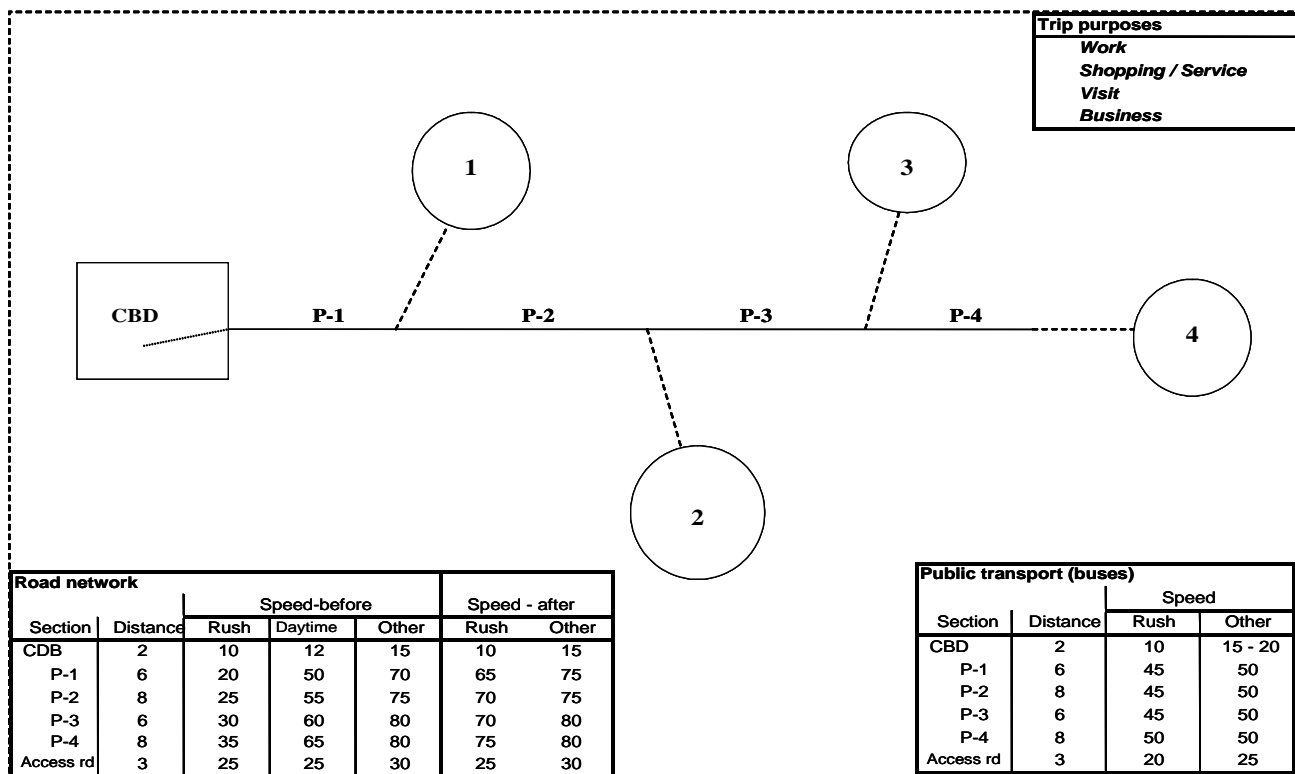 Trip purposes
Work
Shopping / Service
Visit
Business
1
3
CBD
P-1
P-2
P-3
P-4
4
2
Road network
Speed-before Speed - after
Section Distance Rush Daytime Other Rush Other
CDB 2 10 12 15 10 15
P-1 6 20 50 70 65 75
P-2 8 25 55 75 70 75
P-3 6 30 60 80 70 80
P-4 8 35 65 80 75 80
Access rd 3 25 25 30 25 30
Public transport (buses)
Speed
Section Distance Rush Other
CBD 2 10 15 - 20
P-1 6 45 50
P-2 8 45 50
P-3 6 45 50
P-4 8 50 50
Access rd 3 20 25